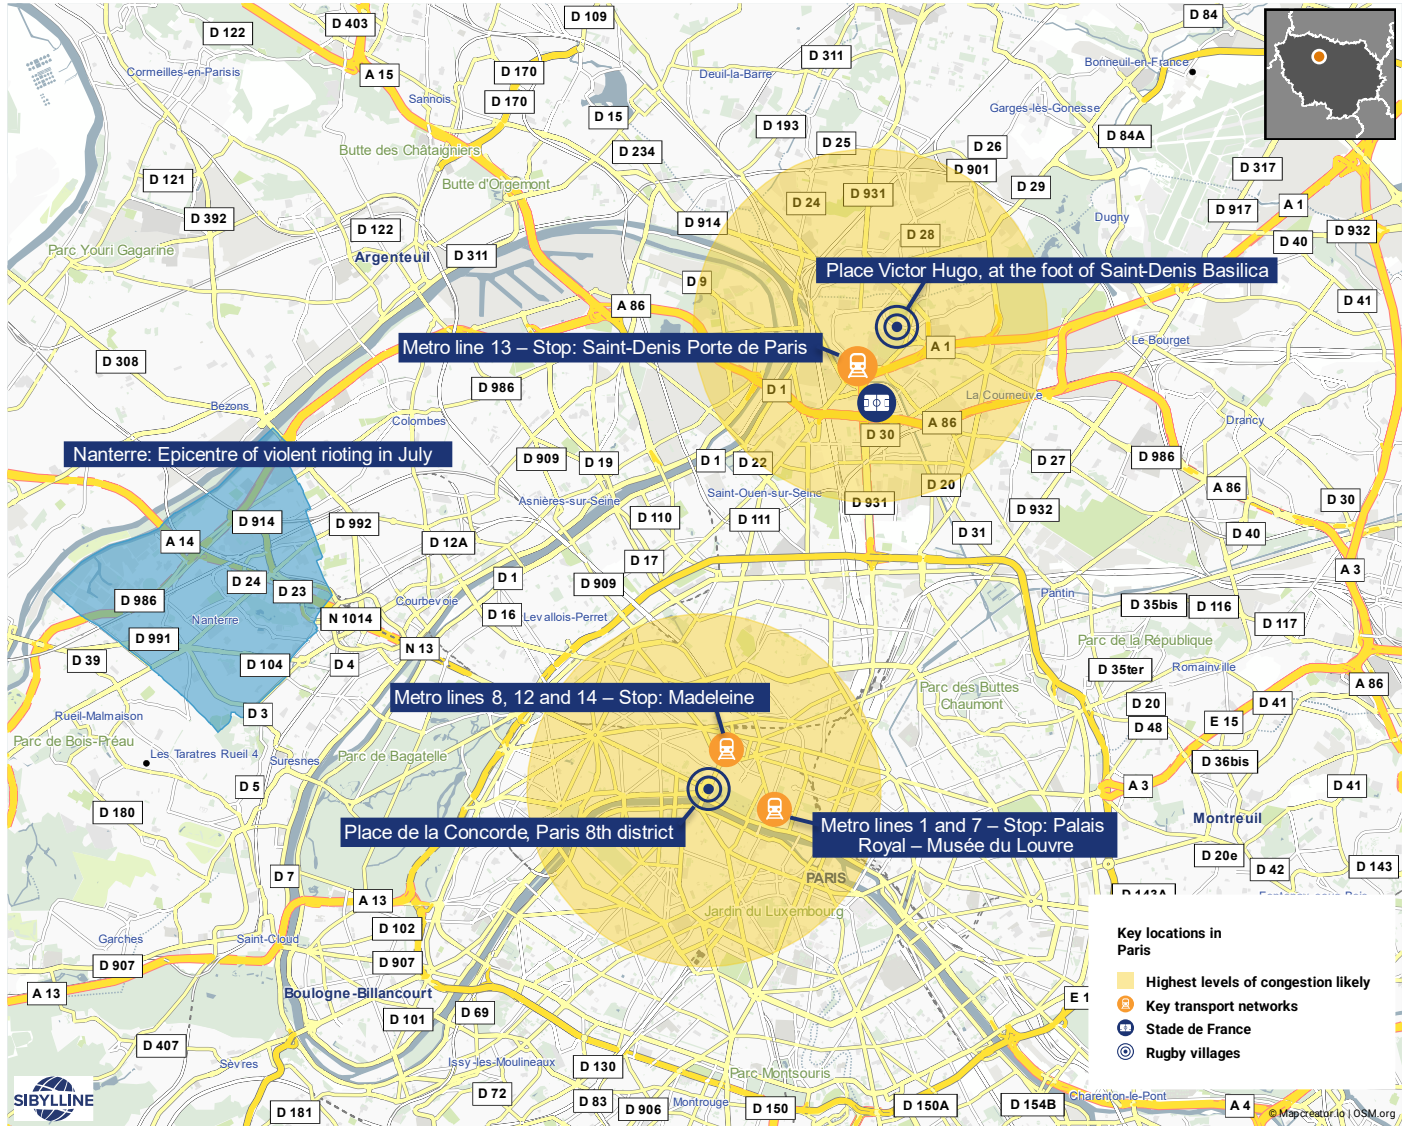 D 109
D 84
D 403
D 122
D 311
Bonneuil-en-France
Cormeilles-en-Parisis
A 15
D 170
Deuil-la-Barre
Sannois
D 170
Garges-lès-Gonesse
D 15
D 193
D 84A
D 25
D 26
Butte des Châtaigniers
D 234
D 901
D 317
D 121
Butte d'Orgemont
D 29
D 24
D 931
D 392
D 914
Dugny
D 917
A 1
D 122
D 28
D 932
D 40
Parc Youri Gagarine
Argenteuil
D 311
Place Victor Hugo, at the foot of Saint-Denis Basilica
D 9
D 41
A 86
Le Bourget
Metro line 13 – Stop: Saint-Denis Porte de Paris
A 1
D 308
D 986
D 1
La Courneuve
Bezons
Colombes
D 30
A 86
Drancy
Nanterre: Epicentre of violent rioting in July
D 909
D 19
D 1
D 22
D 27
D 986
Asnières-sur-Seine
Saint-Ouen-sur-Seine
D 20
A 86
D 931
D 932
D 30
D 914
D 992
D 110
D 111
D 31
D 40
A 14
D 12A
D 17
A 3
D 24
D 23
D 1
D 909
D 986
Courbevoie
Pantin
D 35bis
D 116
Nanterre
N 1014
D 16
Levallois-Perret
D 117
D 991
N 13
Parc de la République
D 39
D 104
D 4
D 35ter
Romainville
A 86
Metro lines 8, 12 and 14 – Stop: Madeleine
Parc des Buttes
Chaumont
D 20
D 41
Rueil-Malmaison
D 3
D 48
E 15
Parc de Bois-Préau
Les Taratres Rueil 4
Suresnes
Parc de Bagatelle
D 36bis
D 5
A 3
D 41
D 180
Place de la Concorde, Paris 8th district
Metro lines 1 and 7 – Stop: Palais
Royal – Musée du Louvre
Montreuil
D 20e
D 42
D 143
D 7
PARIS
A 13
Jardin du Luxembourg
D 102
Garches
Saint-Cloud
D 907
D 907
A 13
Boulogne-Billancourt
D 101
D 69
D 407
Sèvres
Issy-les-Moulineaux
D 130
Parc Montsouris
D 72
D 83
D 906
Montrouge
D 150
D 150A
D 154B
Charenton-le-Pont
A 4
D 181
Key locations in
Paris
Highest levels of congestion likely
Key transport networks
Stade de France
Rugby villages
SIBYLLINE
© Mapcreator.io | OSM.org